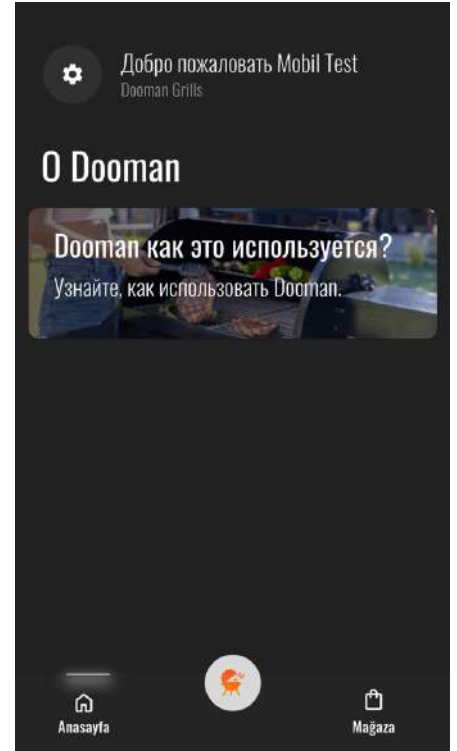 Добро пожаловать Mobil Test
Dooman Grills
О Dooman
Dooman как это используется?
Узнайте, как использовать Dooman.
Anasayfa
Mağaza